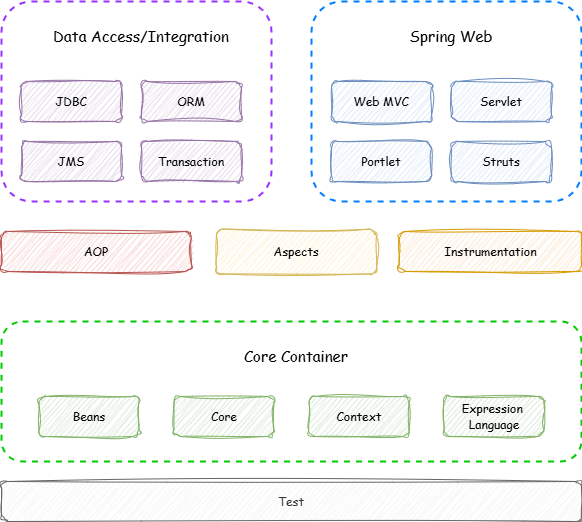 Data Access/Integration
Spring Web
JDBC
ORM
Web MVC
Servlet
JMS
Transaction
Portlet
Struts
AOP
Aspects
Instrumentation
Core Container
Beans
Core
Context
Expression
Language
Test